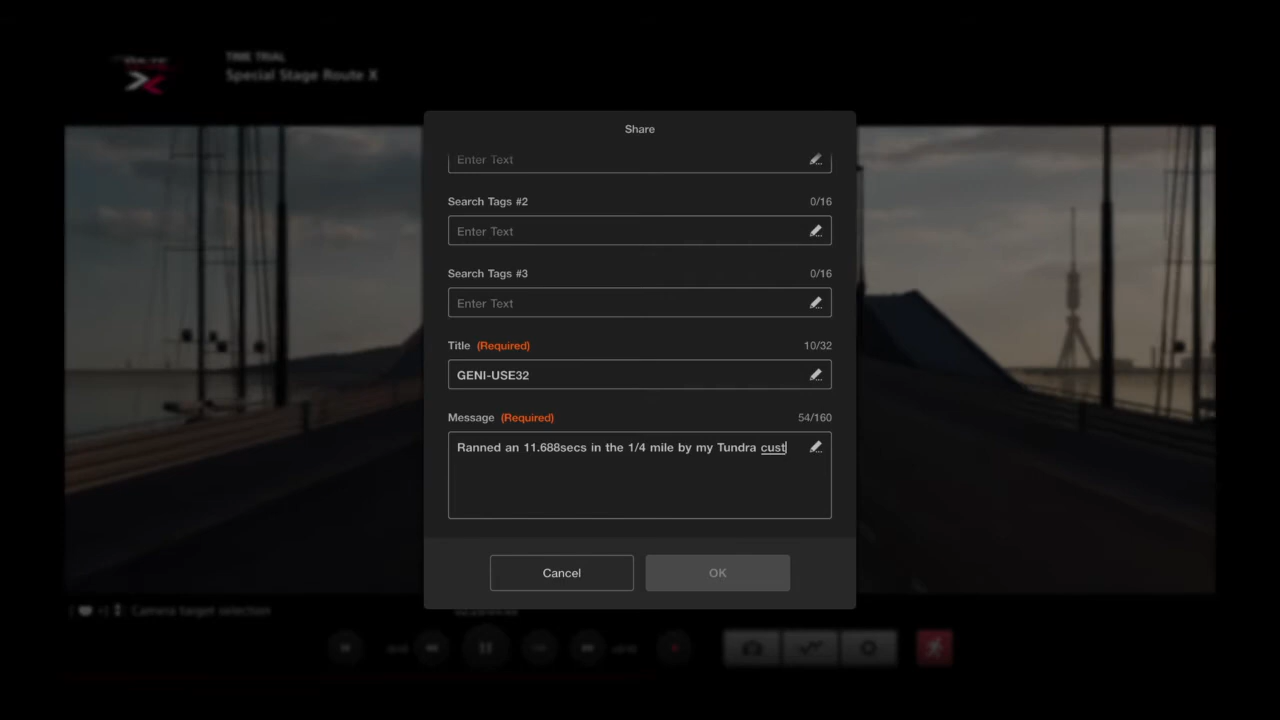 TIME TRIAL
Special Stage Route X
Share
Enter Text
Search Tags #2
0/16
Enter Text
Search Tags #3
0/16
Enter Text
Title (Required)
10/32
GENI-USE32
Message (Required)
54/160
Ranned an 11.688secs in the 1/4 mile by my Tundra cust
Cancel
OK
Camera target selection